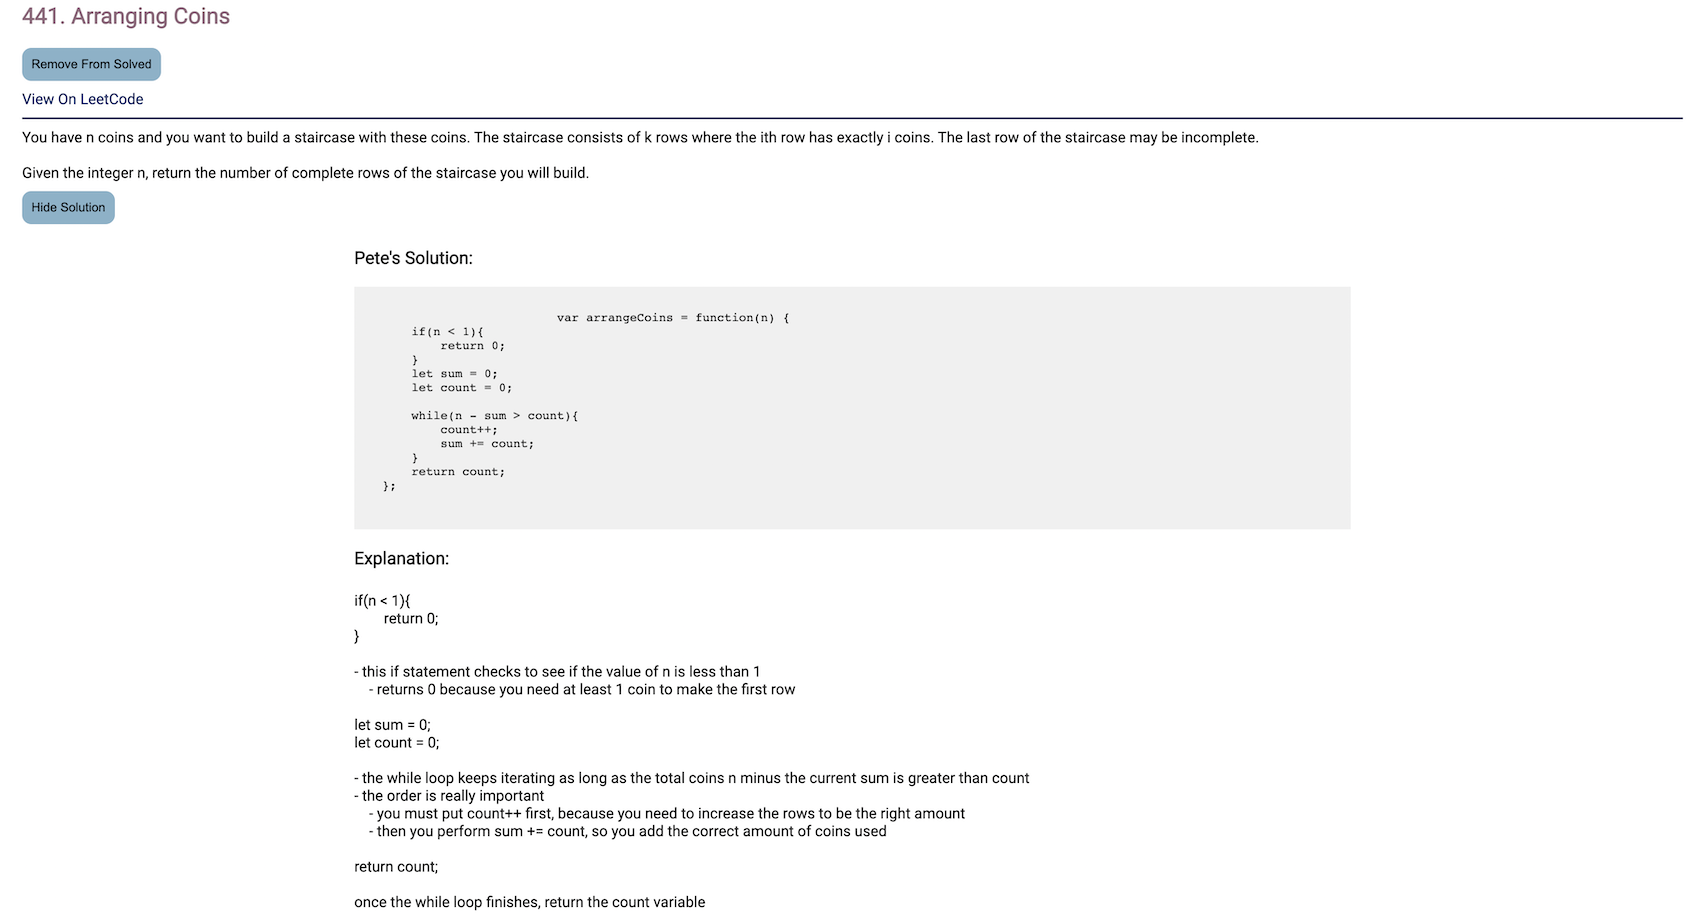 441. Arranging Coins
Remove From Solved
View On LeetCode
You have n coins and you want to build a staircase with these coins. The staircase consists of k rows where the ith row has exactly i coins. The last row of the staircase may be incomplete.
Given the integer n, return the number of complete rows of the staircase you will build.
Hide Solution
Pete's Solution:
var arrangeCoins = function(n) {
if(n < 1){
return 0;
}
let sum = 0;
let count = 0;
while(n - sum > count){
count++;
sum += count;
}
return count;
};
Explanation:
if(n < 1){
return 0;
}
- this if statement checks to see if the value of n is less than 1
- returns 0 because you need at least 1 coin to make the first row
let sum = 0;
let count = 0;
- the while loop keeps iterating as long as the total coins n minus the current sum is greater than count
- the order is really important
- you must put count++ first, because you need to increase the rows to be the right amount
- then you perform sum += count, so you add the correct amount of coins used
return count;
once the while loop finishes, return the count variable